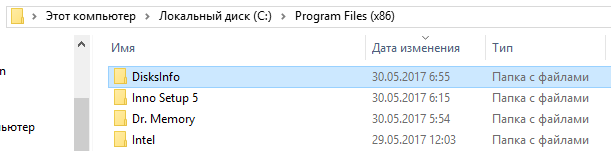 Этот компьютер > Локальный диск (C:) > Program Files (x86)
Имя Дата изменения Тип
DisksInfo 30.05.2017 6:55 Папка с файлами
Inno Setup 5 30.05.2017 6:15 Папка с файлами
Dr. Memory 30.05.2017 5:54 Папка с файлами
ьютер
Intel 29.05.2017 12:03 Папка с файлами